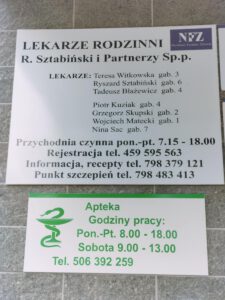 LEKARZE RODZINNI
NFZ
R. Sztabiński i Partnerzy Sp.p.
LEKARZE: Teresa Witkowska gab. 3
Ryszard Sztabiński gab. 6
Tadeusz Błażewicz gab. 4
Piotr Kuziak gab. 4
Grzegorz Skupski gab. 2
Wojciech Matecki gab. 1
Nina Sac gab. 7
Przychodnia czynna pon.-pt. 7.15 - 18.00
Rejestracja tel. 459 595 563
Informacja, recepty tel. 798 379 121
Punkt szczepień tel. 798 483 413
Apteka
Godziny pracy:
Pon.-Pt. 8.00 - 18.00
Sobota 9.00 - 13.00
Tel. 506 392 259